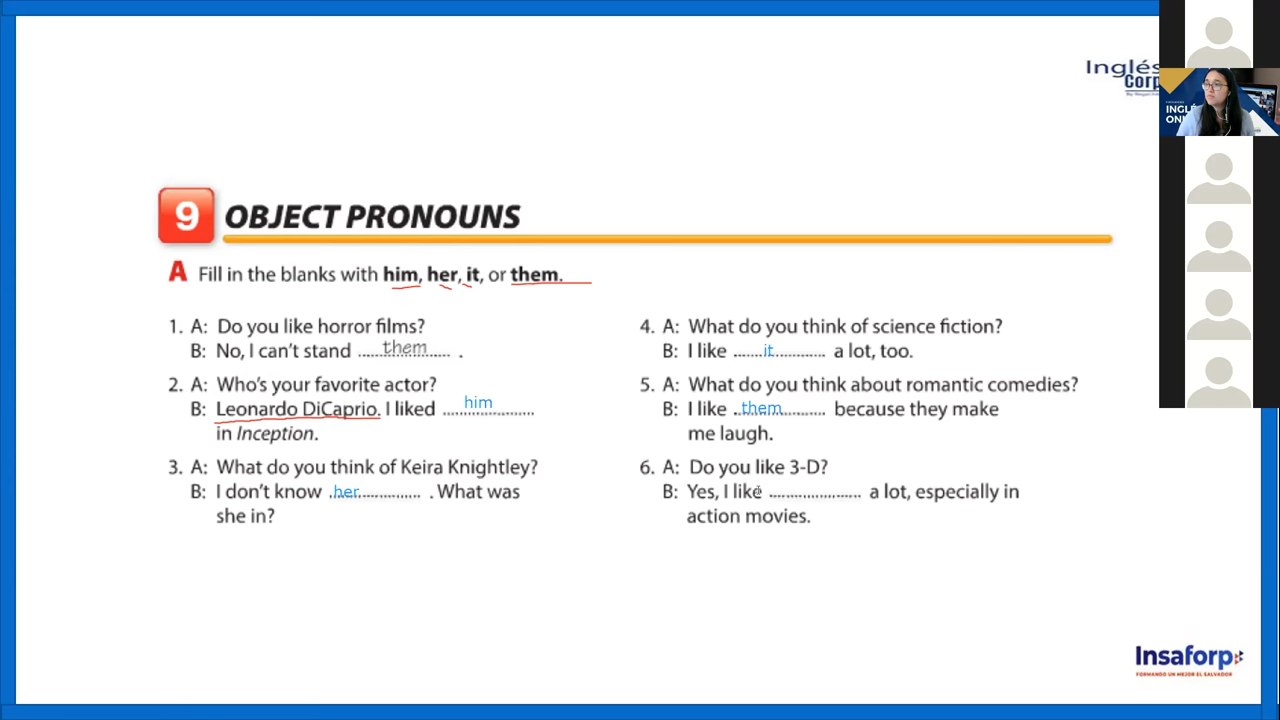 Inglés
Corp
INGLÉ
ONL
9 OBJECT PRONOUNS
A Fill in the blanks with him, her, it, or them.
1. A: Do you like horror films?
B: No, I can't stand them .
2. A: Who's your favorite actor?
B: Leonardo DiCaprio. I liked him
in Inception.
3. A: What do you think of Keira Knightley?
B: I don't know her . What was
she in?
4. A: What do you think of science fiction?
B: I like it a lot, too.
5. A: What do you think about romantic comedies?
B: I like them because they make
me laugh.
6. A: Do you like 3-D?
B: Yes, I like ........................ a lot, especially in
action movies.
Insaforp
FORMANDO UN MEJOR EL SALVADOR